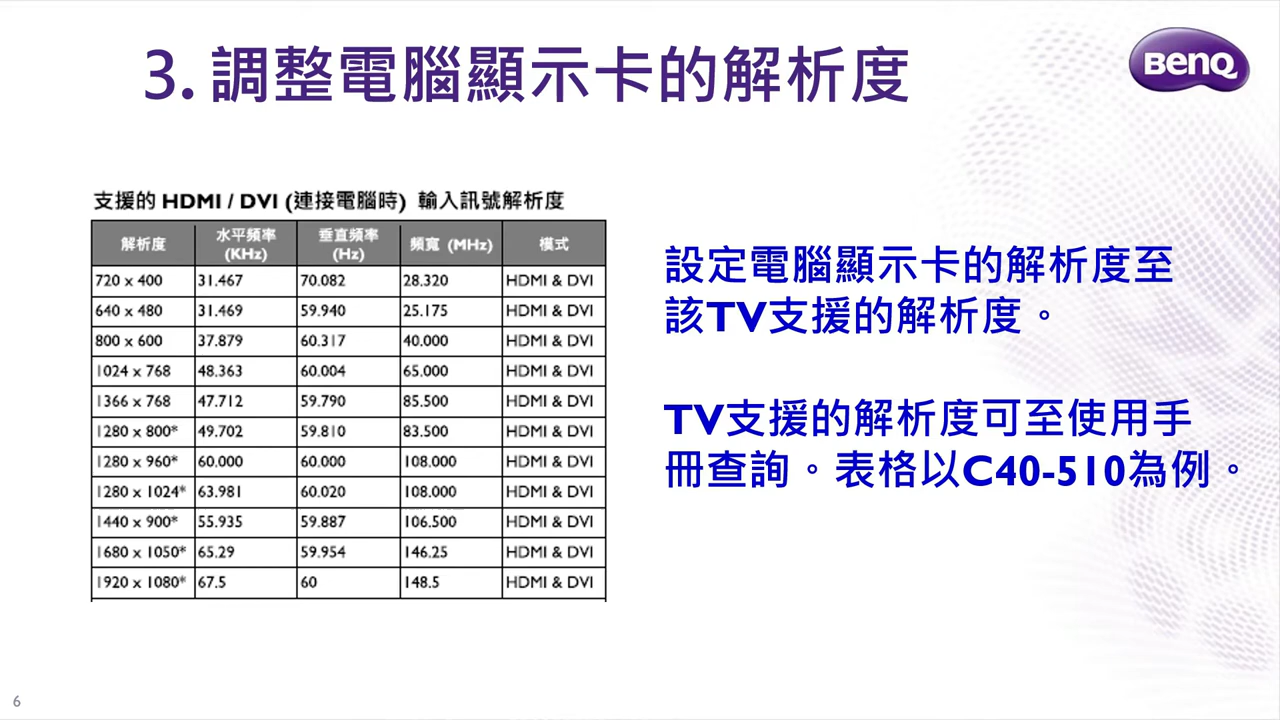 3. 調整電腦顯示卡的解析度
BenQ
支援的 HDMI / DVI (連接電腦時) 輸入訊號解析度
解析度 水平頻率 (KHz) 垂直頻率 (Hz) 頻寬 (MHz) 模式
720 x 400 31.467 70.082 28.320 HDMI & DVI
640 x 480 31.469 59.940 25.175 HDMI & DVI
800 x 600 37.879 60.317 40.000 HDMI & DVI
1024 x 768 48.363 60.004 65.000 HDMI & DVI
1366 x 768 47.712 59.790 85.500 HDMI & DVI
1280 x 800* 49.702 59.810 83.500 HDMI & DVI
1280 x 960* 60.000 60.000 108.000 HDMI & DVI
1280 x 1024* 63.981 60.020 108.000 HDMI & DVI
1440 x 900* 55.935 59.887 106.500 HDMI & DVI
1680 x 1050* 65.29 59.954 146.25 HDMI & DVI
1920 x 1080* 67.5 60 148.5 HDMI & DVI
設定電腦顯示卡的解析度至
該TV支援的解析度。
TV支援的解析度可至使用手
冊查詢。表格以C40-510為例。
6